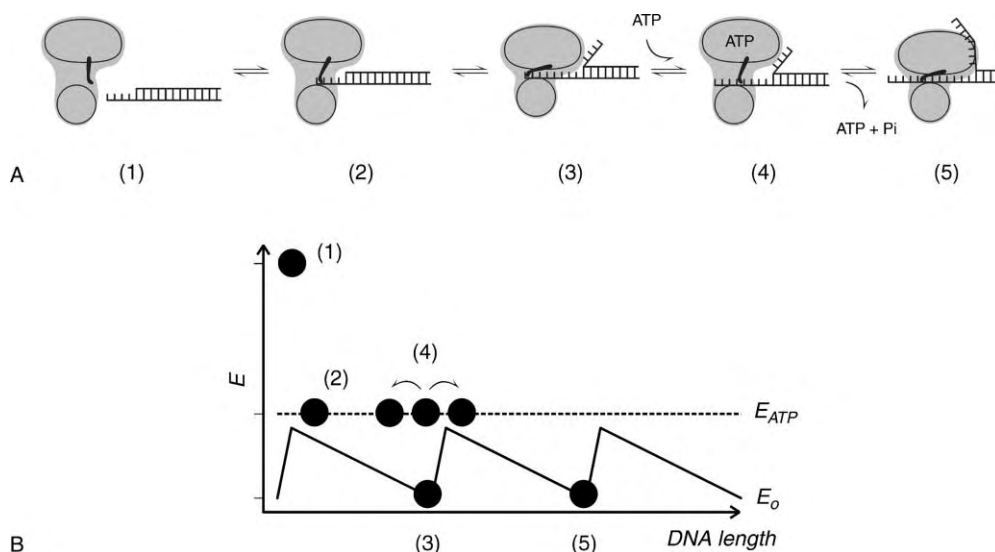 ATP
ATP
ATP + Pi
A
(1)
(2)
(3)
(4)
(5)
(1)
(4)
(2)
E
E_ATP
E_o
B
(3)
(5)
DNA length